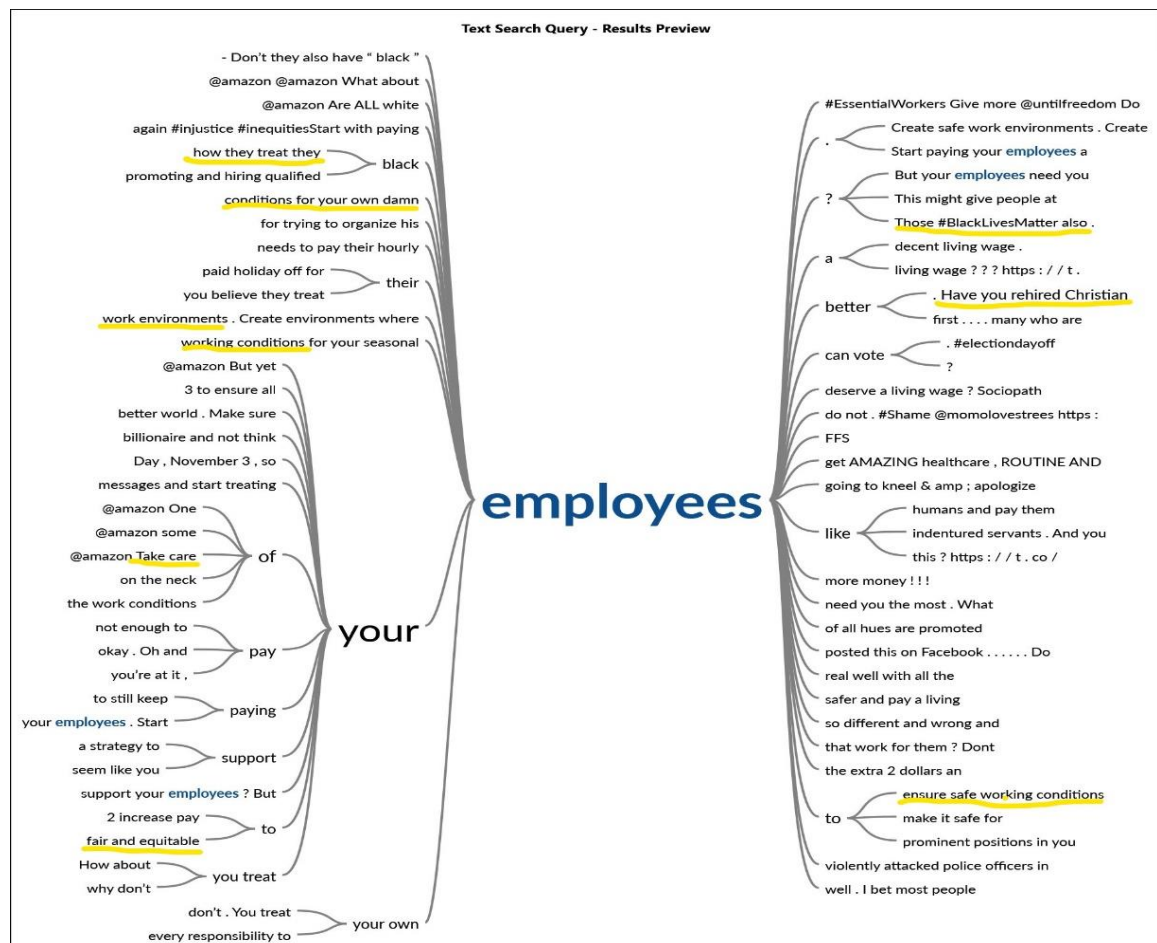 Text Search Query - Results Preview
- Don't they also have “ black ”
@amazon @amazon What about
@amazon Are ALL white
again #injustice #inequitiesStart with paying
how they treat they
promoting and hiring qualified
black
conditions for your own damn
for trying to organize his
needs to pay their hourly
paid holiday off for
you believe they treat
their
work environments . Create environments where
working conditions for your seasonal
@amazon But yet
3 to ensure all
better world . Make sure
billionaire and not think
Day , November 3 , so
messages and start treating
@amazon One
@amazon some
@amazon Take care
on the neck
the work conditions
of
not enough to
okay . Oh and
you're at it ,
pay
to still keep
your employees . Start
paying
a strategy to
seem like you
support
support your employees ? But
2 increase pay
fair and equitable
to
How about
why don't
you treat
your
don't . You treat
every responsibility to
your own
employees
#EssentialWorkers Give more @untilfreedom Do
.
Create safe work environments . Create
Start paying your employees a
?
But your employees need you
This might give people at
Those #BlackLivesMatter also .
a
decent living wage .
living wage ? ? ? https : / / t .
better
. Have you rehired Christian
first . . . . many who are
can vote
. #electiondayoff
?
deserve a living wage ? Sociopath
do not . #Shame @momolovestrees https :
FFS
get AMAZING healthcare , ROUTINE AND
going to kneel & amp ; apologize
like
humans and pay them
indentured servants . And you
this ? https : / / t . co /
more money ! ! !
need you the most . What
of all hues are promoted
posted this on Facebook . . . . . . Do
real well with all the
safer and pay a living
so different and wrong and
that work for them ? Dont
the extra 2 dollars an
to
ensure safe working conditions
make it safe for
prominent positions in you
violently attacked police officers in
well . I bet most people